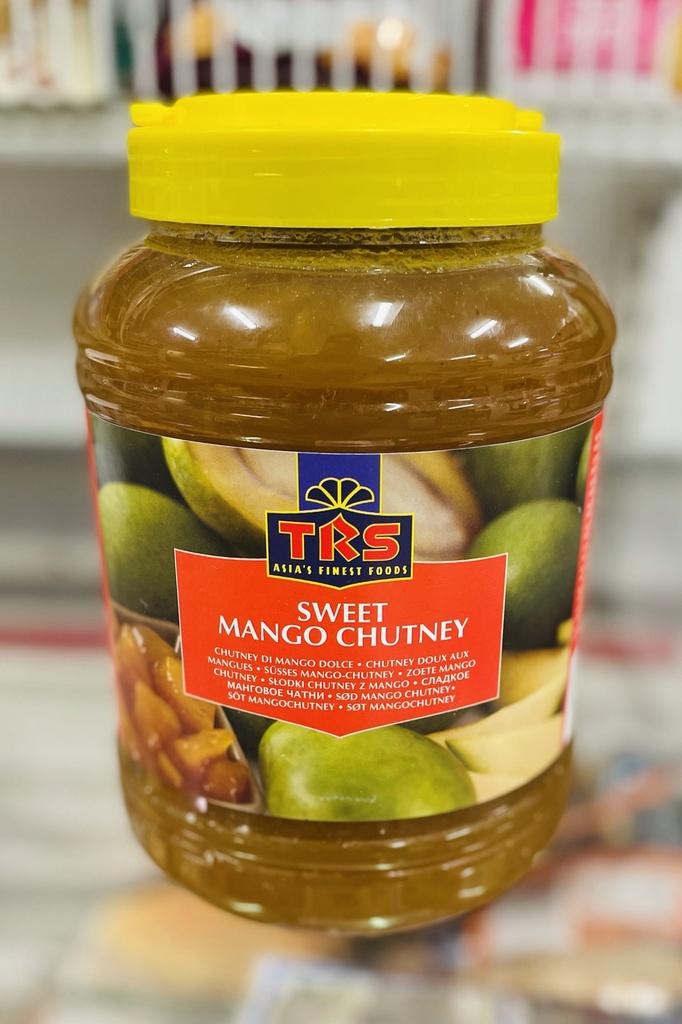 TRS
ASIA'S FINEST FOODS
SWEET
MANGO CHUTNEY
CHUTNEY DI MANGO DOLCE • CHUTNEY DOUX AUX
MANGUES • SÜSSES MANGO-CHUTNEY • ZOETE MANGO
CHUTNEY • SŁODKI CHUTNEY Z MANGO • СЛАДКОЕ
МАНГОВОЕ ЧАТНИ • SØD MANGO CHUTNEY•
SÖT MANGOCHUTNEY • SØT MANGOCHUTNEY